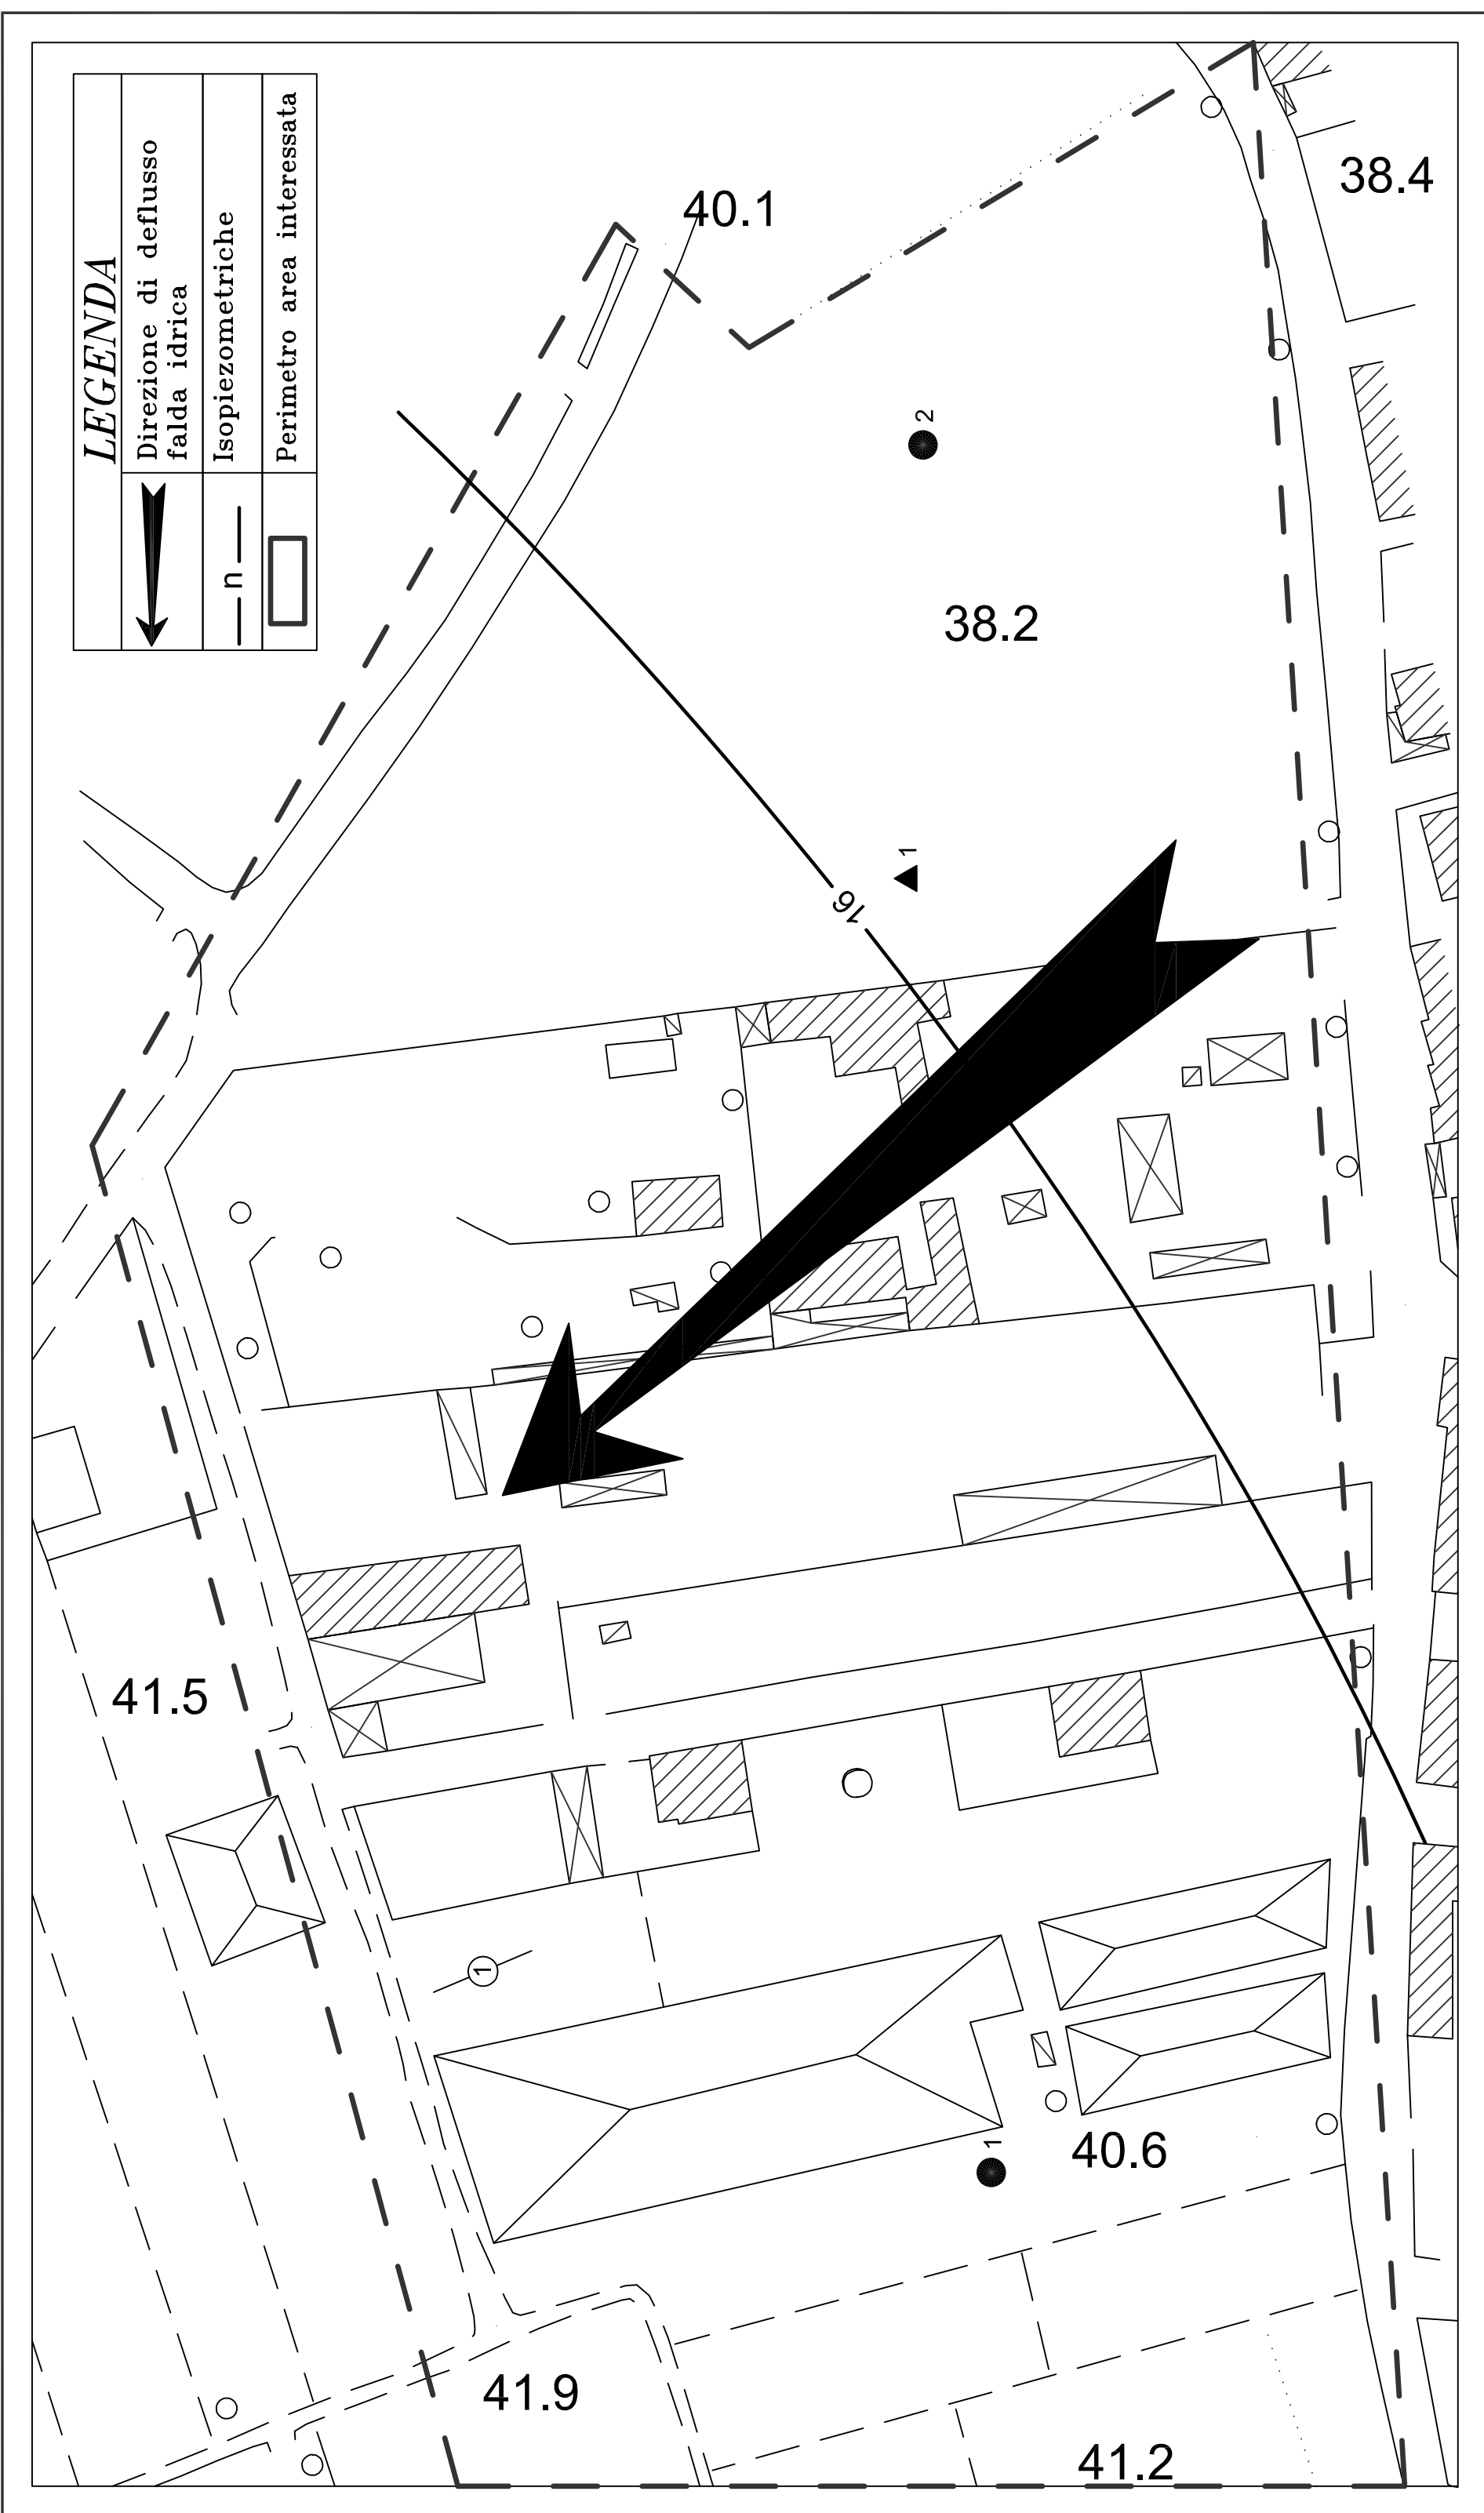 LEGENDA
Direzione di deflusso
falda idrica
Isopiezometriche
n
Perimetro area interessata
40.1
38.4
2
38.2
1
16
41.5
1
40.6
1
41.9
41.2